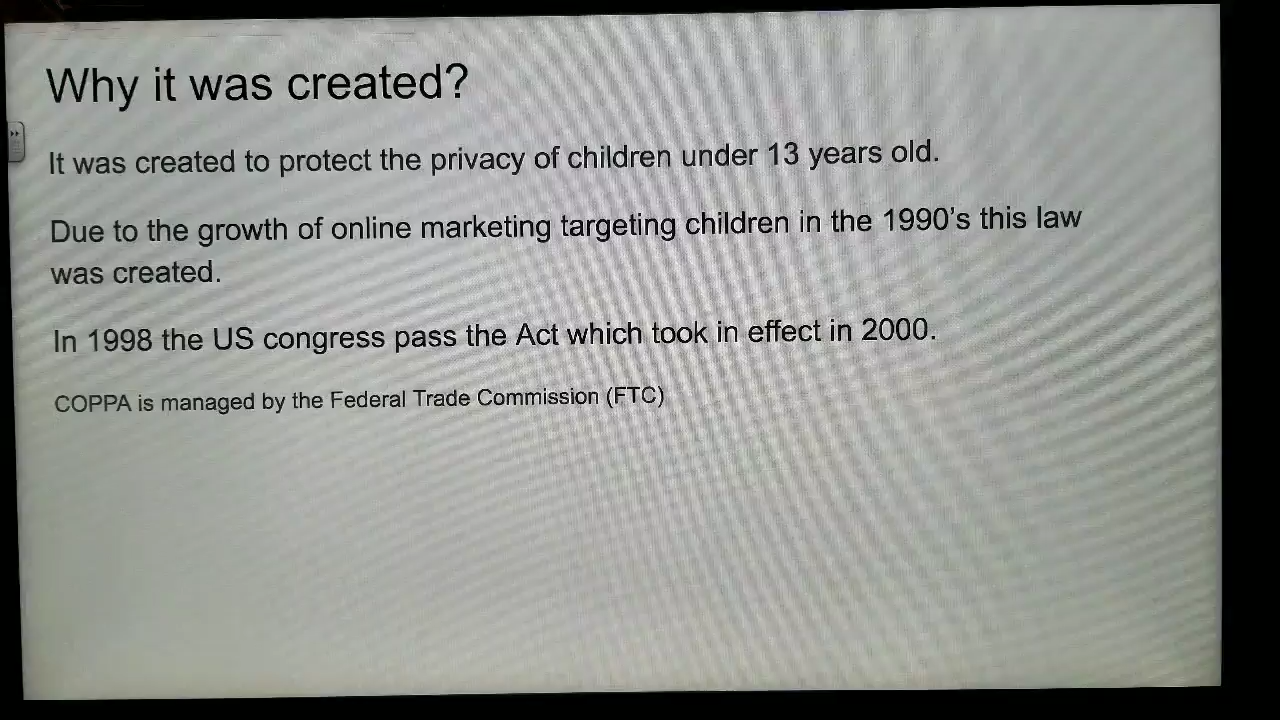 Why it was created?
It was created to protect the privacy of children under 13 years old.
Due to the growth of online marketing targeting children in the 1990's this law
was created.
In 1998 the US congress pass the Act which took in effect in 2000.
COPPA is managed by the Federal Trade Commission (FTC)